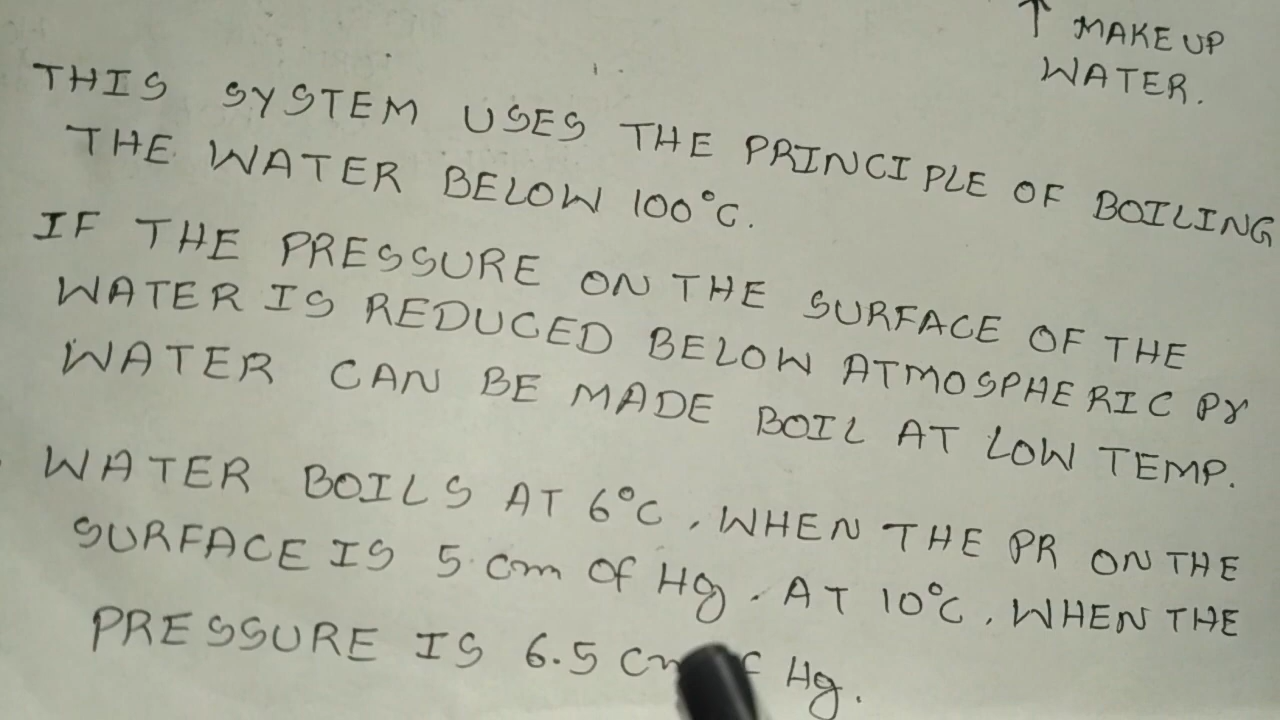 ↑ MAKE UP
WATER.
THIS SYSTEM USES THE PRINCIPLE OF BOILING
THE WATER BELOW 100°C.
IF THE PRESSURE ON THE SURFACE OF THE
WATER IS REDUCED BELOW ATMOSPHERIC Pr
WATER CAN BE MADE BOIL AT LOW TEMP.
WATER BOILS AT 6°C, WHEN THE PR ON THE
SURFACE IS 5 cm of Hg. AT 10°C, WHEN THE
PRESSURE IS 6.5 Hg.